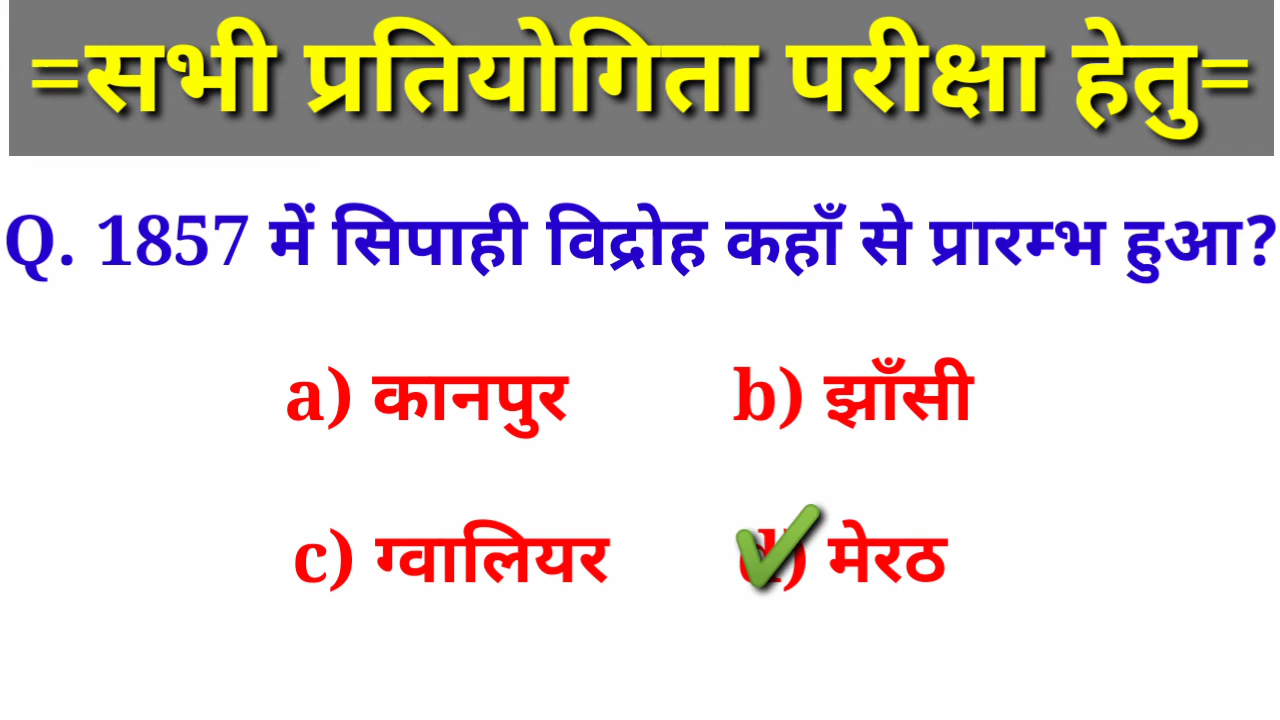 =सभी प्रतियोगिता परीक्षा हेतु=
Q. 1857 में सिपाही विद्रोह कहाँ से प्रारम्भ हुआ?
a) कानपुर b) झाँसी
c) ग्वालियर d) मेरठ